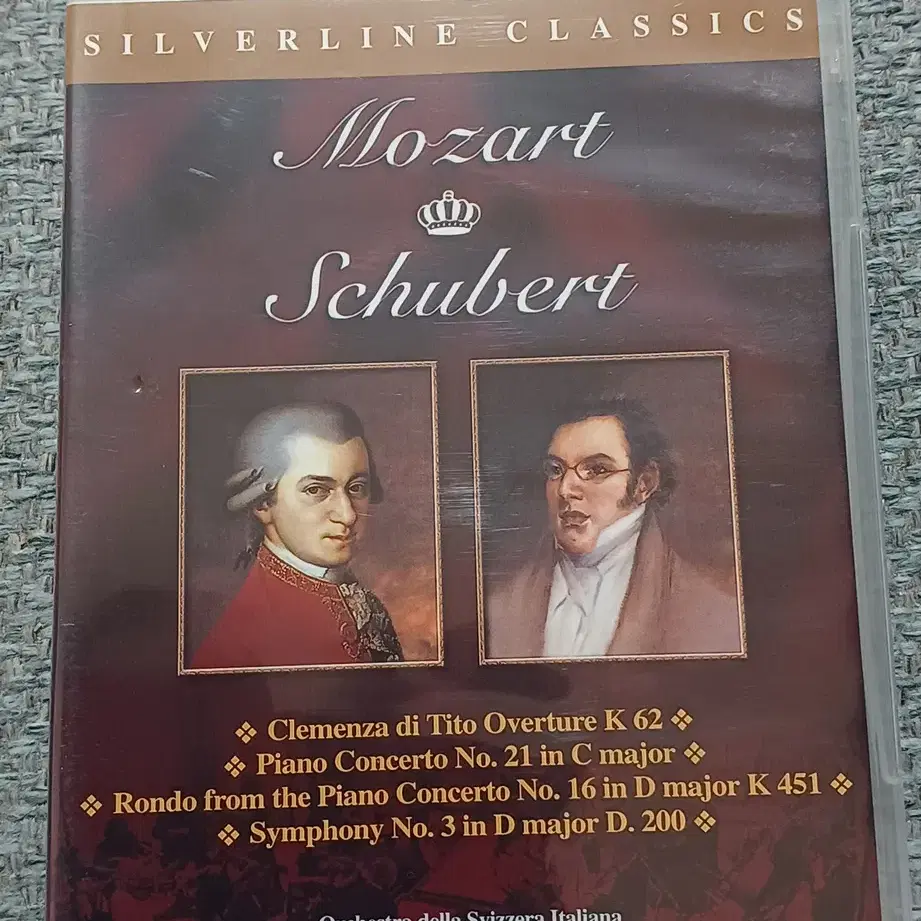 SILVERLINE CLASSICS
Mozart
Schubert
❖ Clemenza di Tito Overture K 62 ❖
❖ Piano Concerto No. 21 in C major ❖
❖ Rondo from the Piano Concerto No. 16 in D major K 451 ❖
❖ Symphony No. 3 in D major D. 200 ❖
Orchestra della Svizzera Italiana